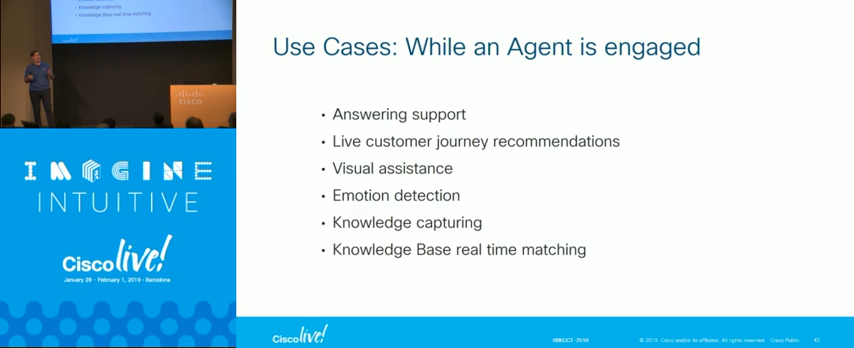 Knowledge capturing
Knowledge Base real time matching
CISCO
IMAGINE
INTUITIVE
Cisco live!
January 28 - February 1, 2019 · Barcelona
Use Cases: While an Agent is engaged
• Answering support
• Live customer journey recommendations
• Visual assistance
• Emotion detection
• Knowledge capturing
• Knowledge Base real time matching
Cisco live!
© 2019 Cisco and/or its affiliates. All rights reserved. Cisco Public